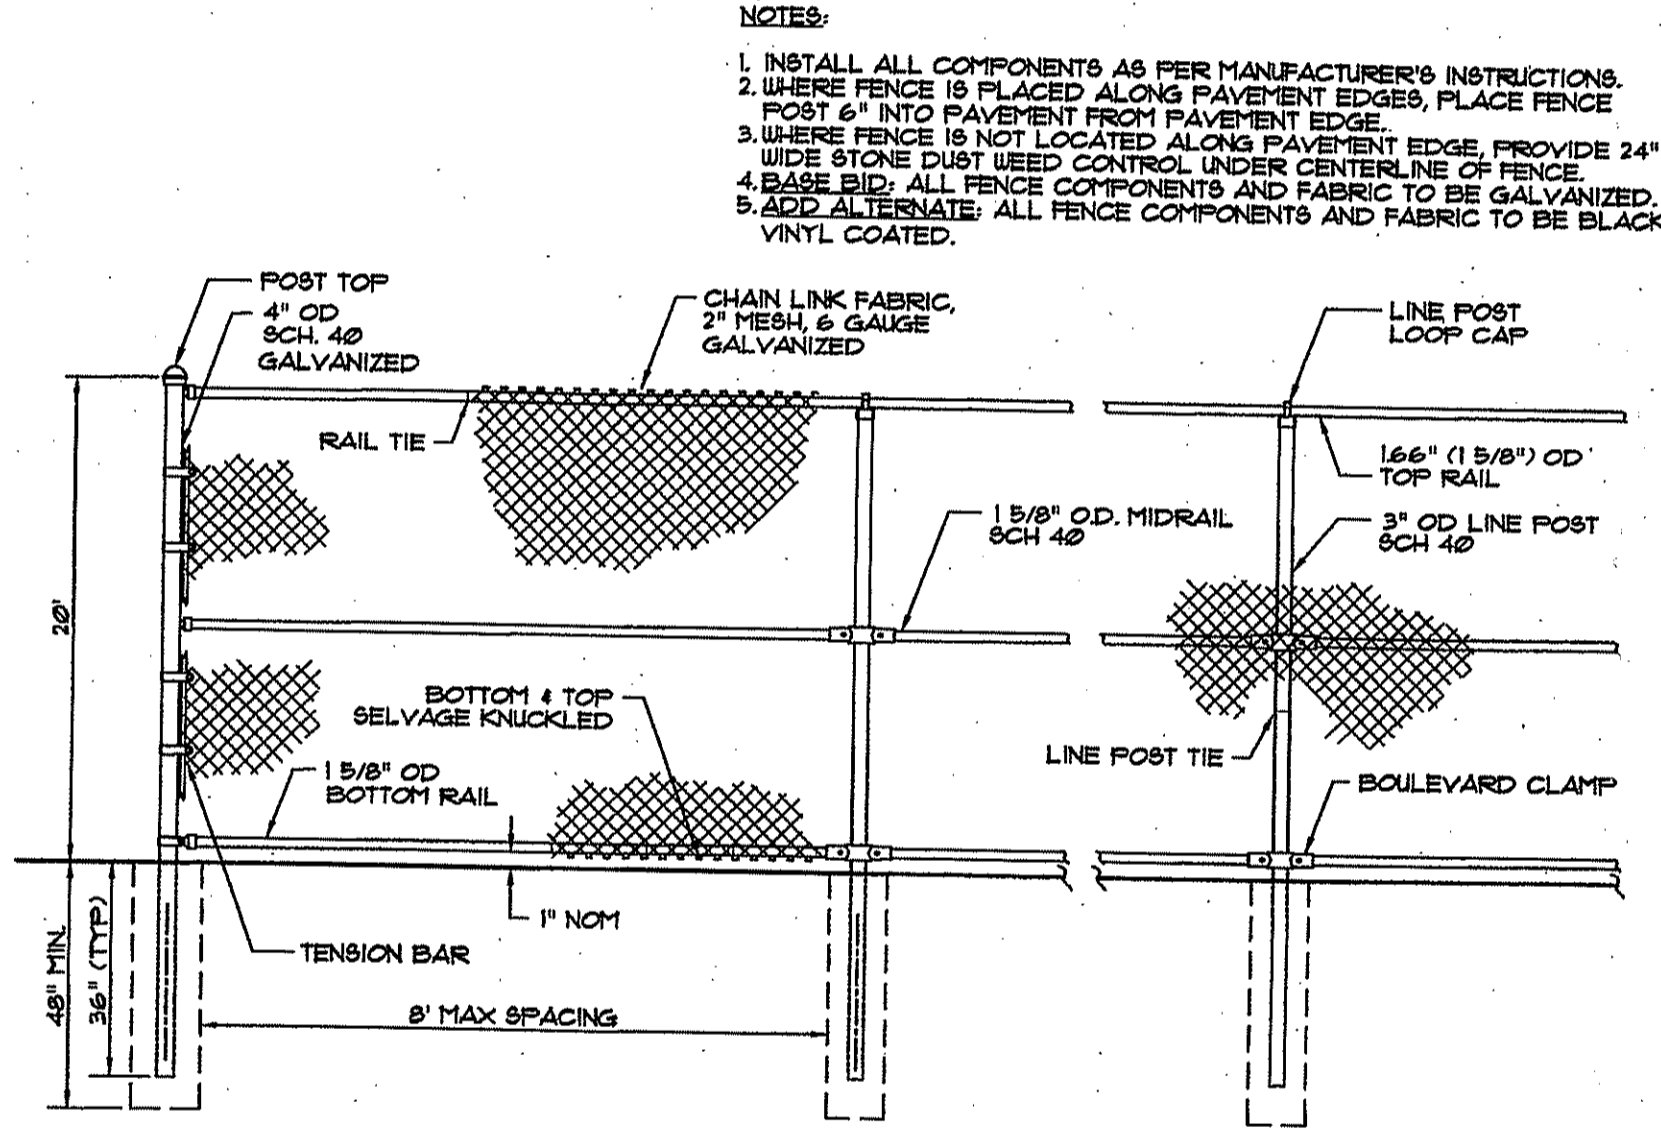 NOTES:
1. INSTALL ALL COMPONENTS AS PER MANUFACTURER'S INSTRUCTIONS.
2. WHERE FENCE IS PLACED ALONG PAVEMENT EDGES, PLACE FENCE
POST 6" INTO PAVEMENT FROM PAVEMENT EDGE.
3. WHERE FENCE IS NOT LOCATED ALONG PAVEMENT EDGE, PROVIDE 24"
WIDE STONE DUST WEED CONTROL UNDER CENTERLINE OF FENCE.
4. BASE BID: ALL FENCE COMPONENTS AND FABRIC TO BE GALVANIZED.
5. ADD ALTERNATE: ALL FENCE COMPONENTS AND FABRIC TO BE BLACK
VINYL COATED.
POST TOP
4" OD
SCH. 40
GALVANIZED
CHAIN LINK FABRIC,
2" MESH, 6 GAUGE
GALVANIZED
LINE POST
LOOP CAP
RAIL TIE
1.66" (1 5/8") OD
TOP RAIL
1 5/8" O.D. MIDRAIL
SCH 40
3" OD LINE POST
SCH 40
20'
BOTTOM & TOP
SELVAGE KNUCKLED
LINE POST TIE
1 5/8" OD
BOTTOM RAIL
BOULEVARD CLAMP
1" NOM
TENSION BAR
48" MIN.
36" (TYP)
8' MAX SPACING